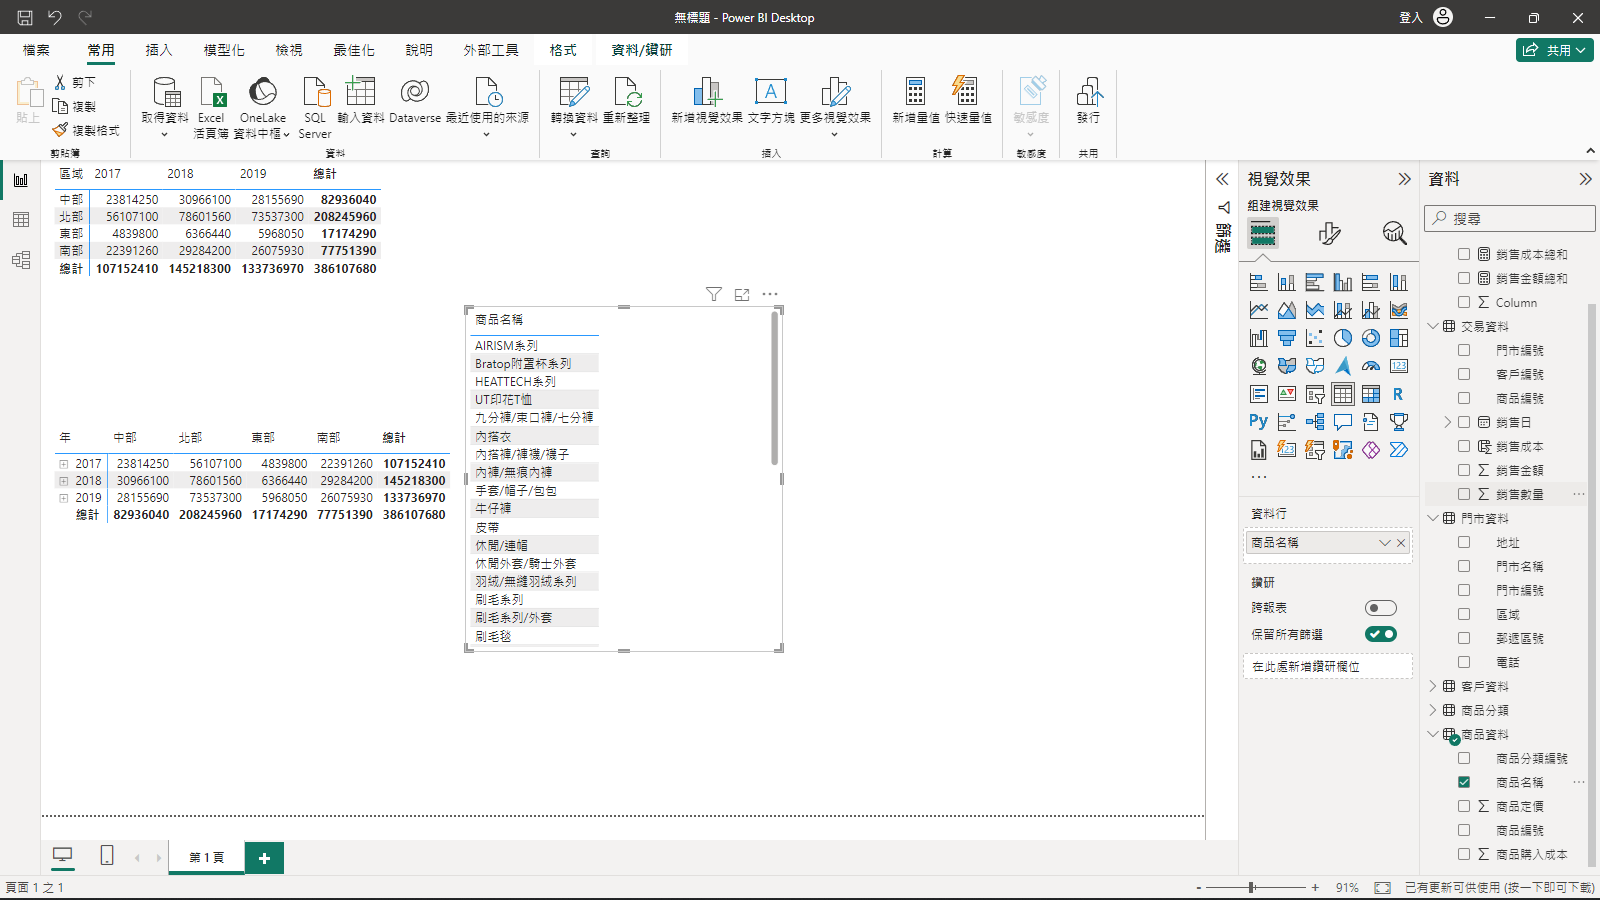 無標題 - Power BI Desktop
登入
檔案 常用 插入 模型化 檢視 最佳化 說明 外部工具 格式 資料/鑽研
共用
貼上
剪下
複製
複製格式
剪貼簿
取得資料
Excel 活頁簿
OneLake 資料中樞
SQL Server
輸入資料
Dataverse
最近使用的來源
資料
轉換資料
重新整理
查詢
新增視覺效果
文字方塊
更多視覺效果
插入
新增量值
快速量值
計算
敏感度
敏感度
發行
共用
區域 2017 2018 2019 總計
中部 23814250 30966100 28155690 82936040
北部 56107100 78601560 73537300 208245960
東部 4839800 6366440 5968050 17174290
南部 22391260 29284200 26075930 77751390
總計 107152410 145218300 133736970 386107680
年 中部 北部 東部 南部 總計
2017 23814250 56107100 4839800 22391260 107152410
2018 30966100 78601560 6366440 29284200 145218300
2019 28155690 73537300 5968050 26075930 133736970
總計 82936040 208245960 17174290 77751390 386107680
商品名稱
AIRISM系列
Bratop附罩杯系列
HEATTECH系列
UT印花T恤
九分褲/束口褲/七分褲
內搭衣
內搭褲/褲襪/襪子
內褲/無痕內褲
手套/帽子/包包
牛仔褲
皮帶
休閒/連帽
休閒外套/騎士外套
羽絨/無縫羽絨系列
刷毛系列
刷毛系列/外套
刷毛毯
篩選
視覺效果
組建視覺效果
R
Py
123
資料行
商品名稱
鑽研
跨報表
保留所有篩選
在此處新增鑽研欄位
資料
搜尋
銷售成本總和
銷售金額總和
Column
交易資料
門市編號
客戶編號
商品編號
銷售日
銷售成本
銷售金額
銷售數量
門市資料
地址
門市名稱
門市編號
區域
郵遞區號
電話
客戶資料
商品分類
商品資料
商品分類編號
商品名稱
商品定價
商品編號
商品購入成本
第 1 頁
頁面 1 之 1
- + 91%
已有更新可供使用 (按一下即可下載)